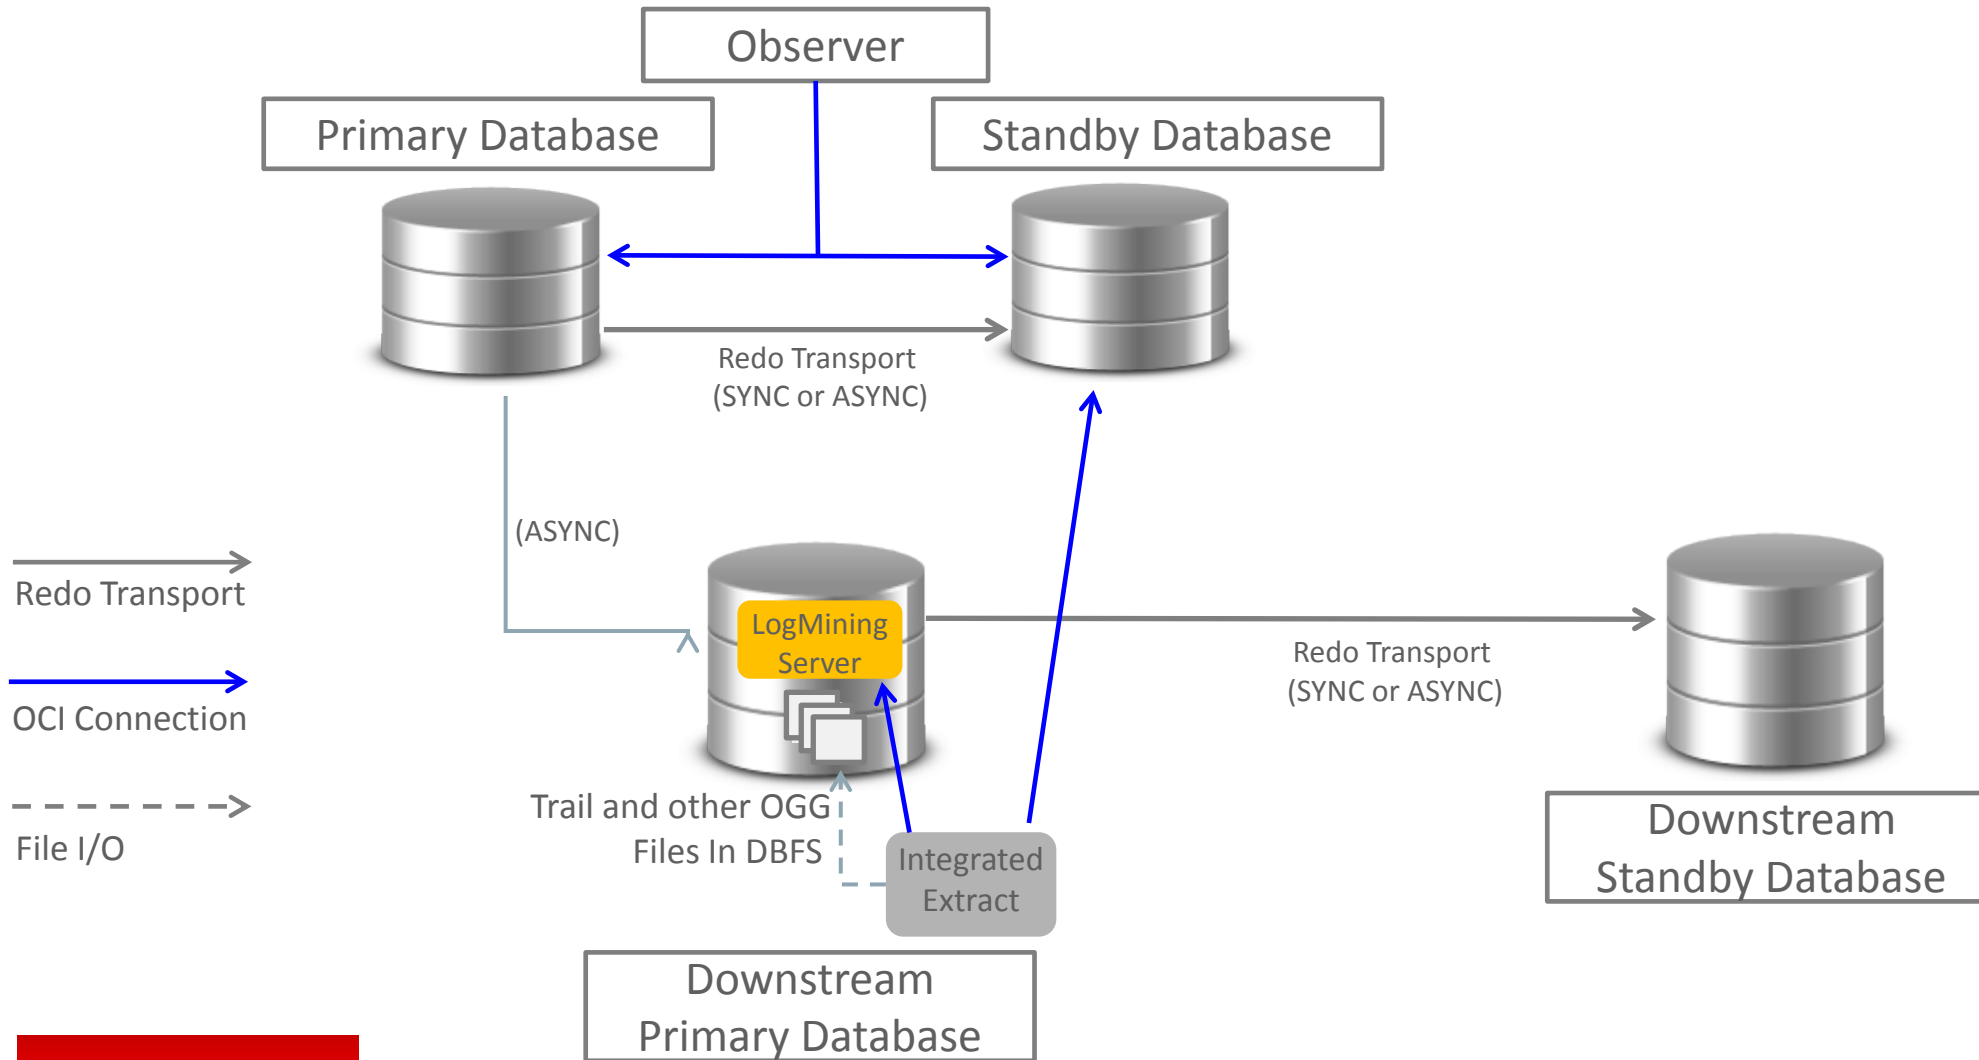 Observer
Primary Database
Standby Database
Redo Transport
(SYNC or ASYNC)
(ASYNC)
Redo Transport
OCI Connection
File I/O
LogMining
Server
Redo Transport
(SYNC or ASYNC)
Trail and other OGG
Files In DBFS
Integrated
Extract
Downstream
Standby Database
Downstream
Primary Database